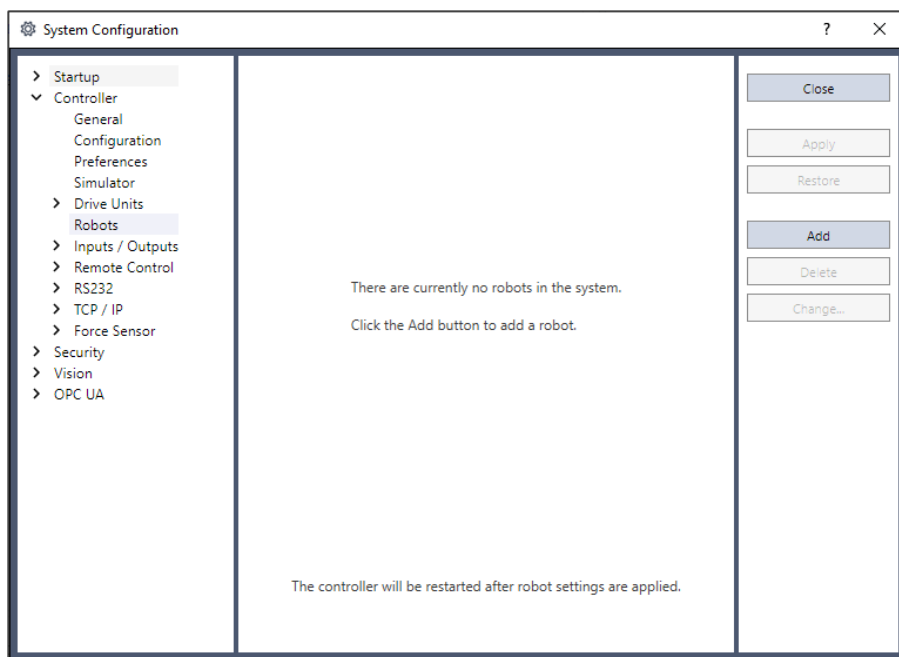 System Configuration
?
Startup
Controller
General
Configuration
Preferences
Simulator
Drive Units
Robots
Inputs / Outputs
Remote Control
RS232
TCP / IP
Force Sensor
Security
Vision
OPC UA
There are currently no robots in the system.
Click the Add button to add a robot.
The controller will be restarted after robot settings are applied.
Close
Apply
Restore
Add
Delete
Change...